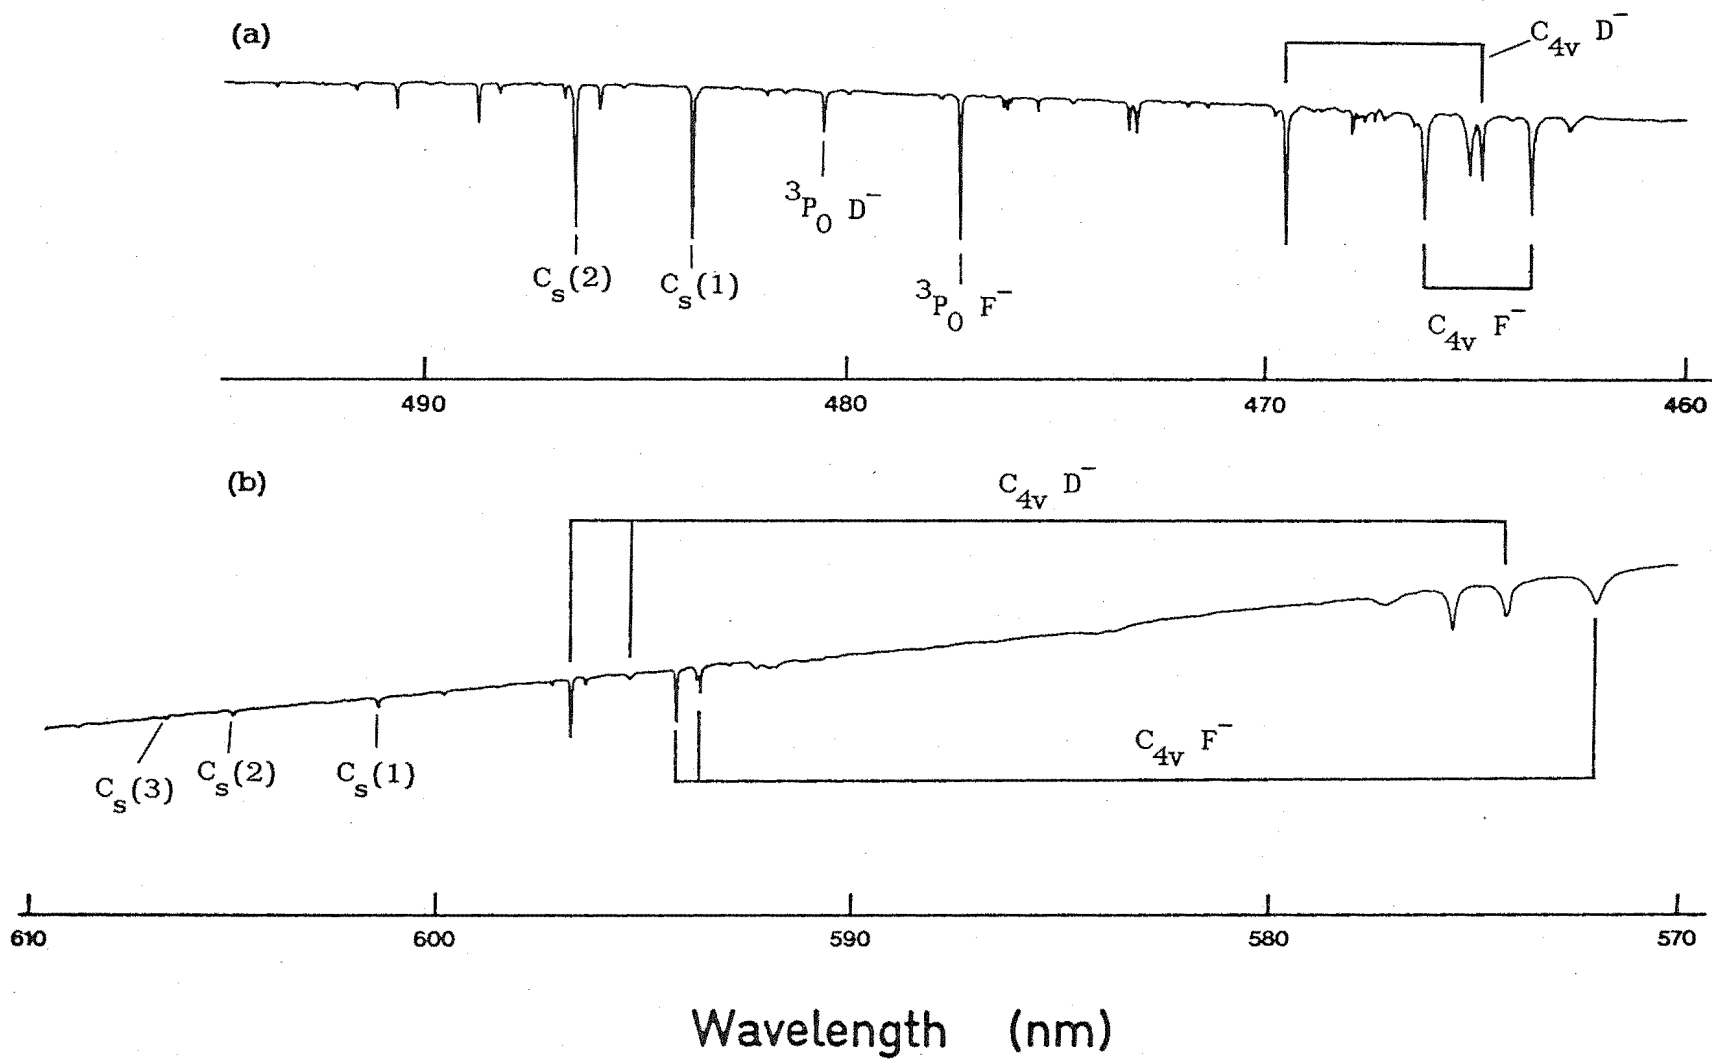 (a)
C₄ᵥ D⁻
³P₀ D⁻
Cₛ(2)
Cₛ(1)
³P₀ F⁻
C₄ᵥ F⁻
490
480
470
460
(b)
C₄ᵥ D⁻
C₄ᵥ F⁻
Cₛ(3)
Cₛ(2)
Cₛ(1)
610
600
590
580
570
Wavelength (nm)